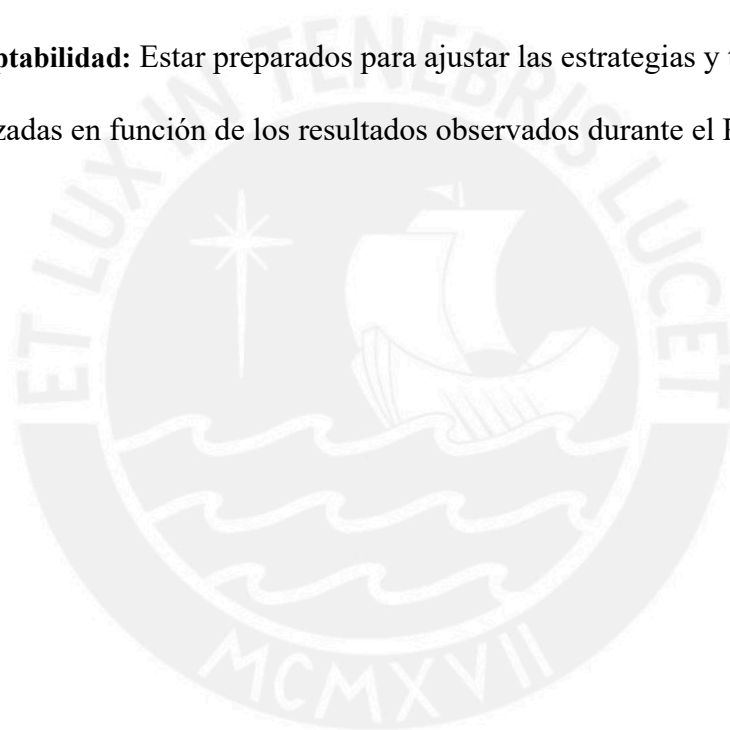 ptabilidad: Estar preparados para ajustar las estrategias y
zadas en función de los resultados observados durante el
ET LUX IN TENEBRIS LUCET
MCMXVII